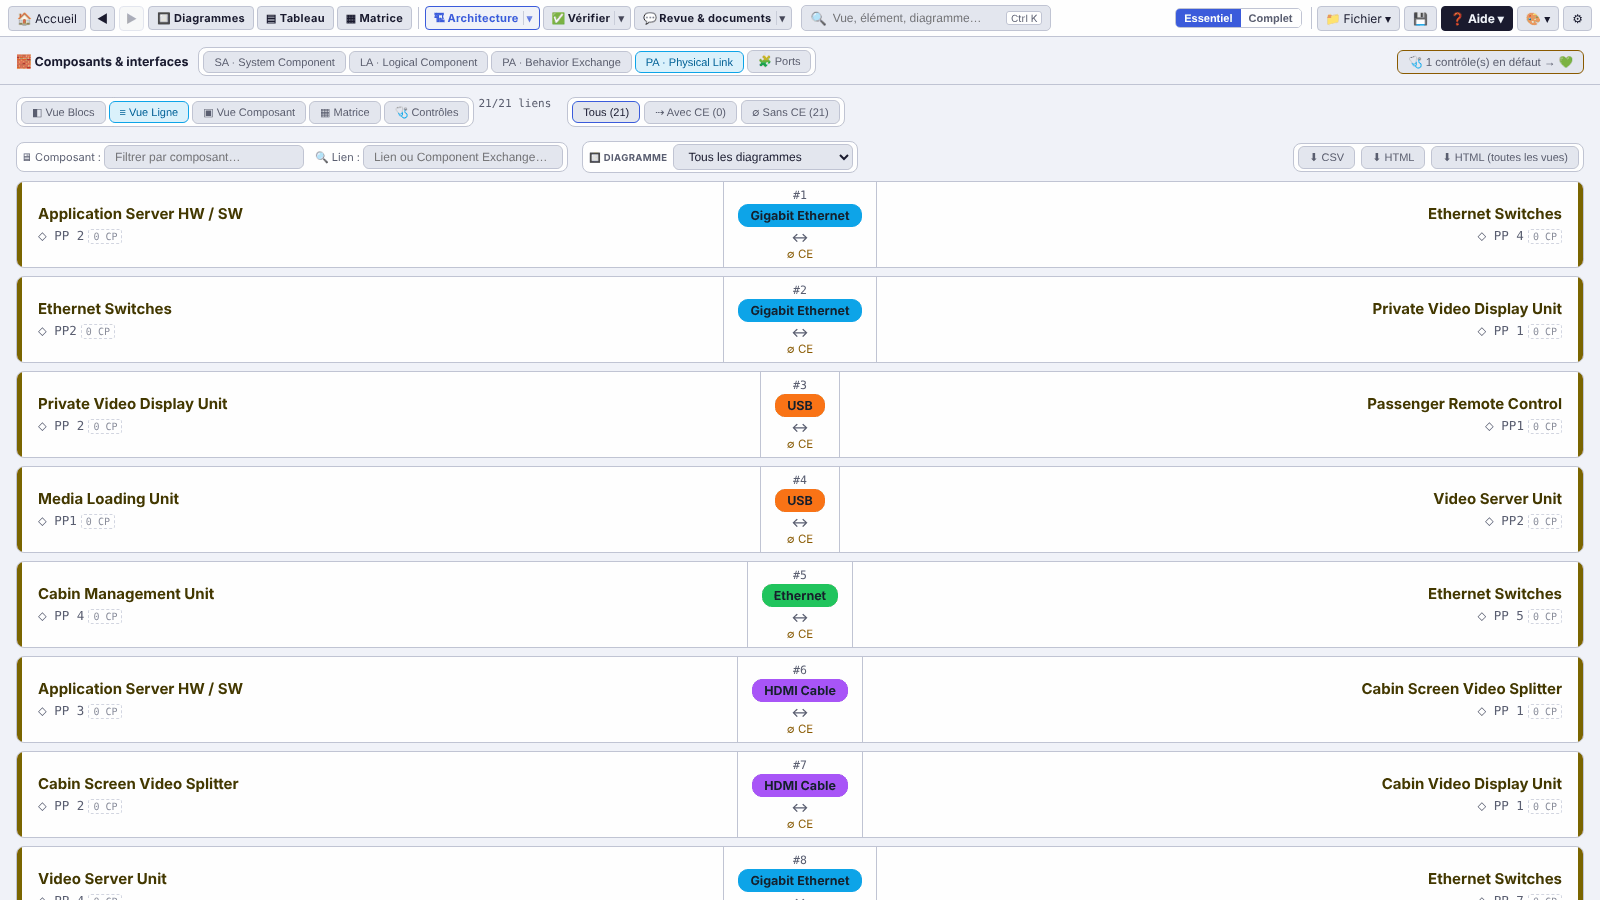 🏠 Accueil ◀ ▶ 🔲 Diagrammes ▤ Tableau ▦ Matrice 🏗 Architecture ▾ ✅ Vérifier ▾ 💬 Revue & documents ▾ 🔍 Vue, élément, diagramme… Ctrl K Essentiel Complet 📁 Fichier ▾ 💾 ❓ Aide ▾ 🎨 ▾ ⚙
🧱 Composants & interfaces SA · System Component LA · Logical Component PA · Behavior Exchange PA · Physical Link 🧩 Ports 🩺 1 contrôle(s) en défaut → 💚
◧ Vue Blocs ≡ Vue Ligne ▣ Vue Composant ▦ Matrice 🩺 Contrôles 21/21 liens Tous (21) ⇢ Avec CE (0) ⌀ Sans CE (21)
🖥 Composant : Filtrer par composant… 🔍 Lien : Lien ou Component Exchange… 🔲 DIAGRAMME Tous les diagrammes ⬇ CSV ⬇ HTML ⬇ HTML (toutes les vues)
#1
Application Server HW / SW Gigabit Ethernet Ethernet Switches
◇ PP 2 0 CP ↔ ◇ PP 4 0 CP
⌀ CE
#2
Ethernet Switches Gigabit Ethernet Private Video Display Unit
◇ PP2 0 CP ↔ ◇ PP 1 0 CP
⌀ CE
#3
Private Video Display Unit USB Passenger Remote Control
◇ PP 2 0 CP ↔ ◇ PP1 0 CP
⌀ CE
#4
Media Loading Unit USB Video Server Unit
◇ PP1 0 CP ↔ ◇ PP2 0 CP
⌀ CE
#5
Cabin Management Unit Ethernet Ethernet Switches
◇ PP 4 0 CP ↔ ◇ PP 5 0 CP
⌀ CE
#6
Application Server HW / SW HDMI Cable Cabin Screen Video Splitter
◇ PP 3 0 CP ↔ ◇ PP 1 0 CP
⌀ CE
#7
Cabin Screen Video Splitter HDMI Cable Cabin Video Display Unit
◇ PP 2 0 CP ↔ ◇ PP 1 0 CP
⌀ CE
#8
Video Server Unit Gigabit Ethernet Ethernet Switches